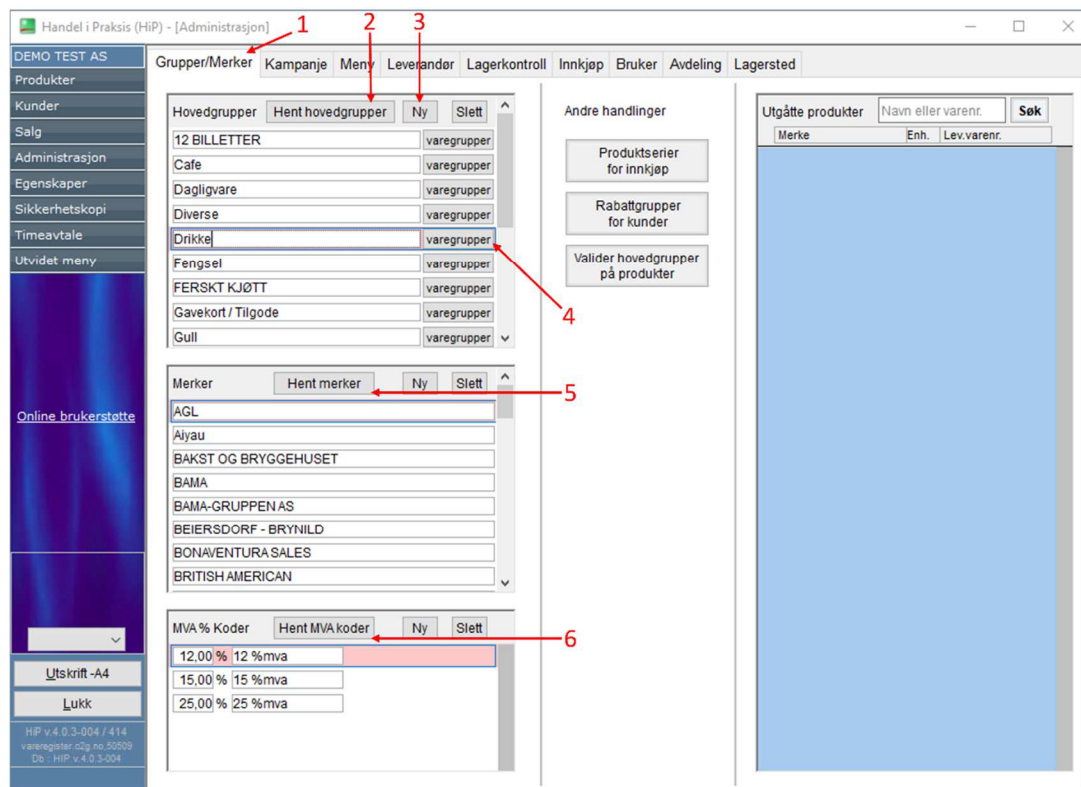 Handel i Praksis (HiP) - [Administrasjon]
1
2
3
DEMO TEST AS
Produkter
Kunder
Salg
Administrasjon
Egenskaper
Sikkerhetskopi
Timeavtale
Utvidet meny
Online brukerstøtte
Utskrift -A4
Lukk
HiP v.4.0.3-004 / 414
vareregister.o2g.no,50509
Db : HIP v.4.0.3-004
Grupper/Merker Kampanje Meny Leverandør Lagerkontroll Innkjøp Bruker Avdeling Lagersted
Hovedgrupper Hent hovedgrupper Ny Slett
12 BILLETTER varegrupper
Cafe varegrupper
Dagligvare varegrupper
Diverse varegrupper
Drikke varegrupper
Fengsel varegrupper
FERSKT KJØTT varegrupper
Gavekort / Tilgode varegrupper
Gull varegrupper
4
Merker Hent merker Ny Slett
5
AGL
Aiyau
BAKST OG BRYGGEHUSET
BAMA
BAMA-GRUPPEN AS
BEIERSDORF - BRYNILD
BONAVENTURA SALES
BRITISH AMERICAN
MVA % Koder Hent MVA koder Ny Slett
6
12,00 % 12 %mva
15,00 % 15 %mva
25,00 % 25 %mva
Andre handlinger
Produktserier
for innkjøp
Rabattgrupper
for kunder
Valider hovedgrupper
på produkter
Utgåtte produkter Navn eller varenr. Søk
Merke Enh. Lev.varenr.